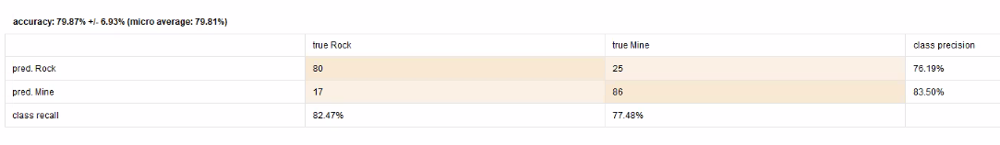 accuracy: 79.87% +/- 6.93% (micro average: 79.81%)
true Rock true Mine class precision
pred. Rock 80 25 76.19%
pred. Mine 17 86 83.50%
class recall 82.47% 77.48%